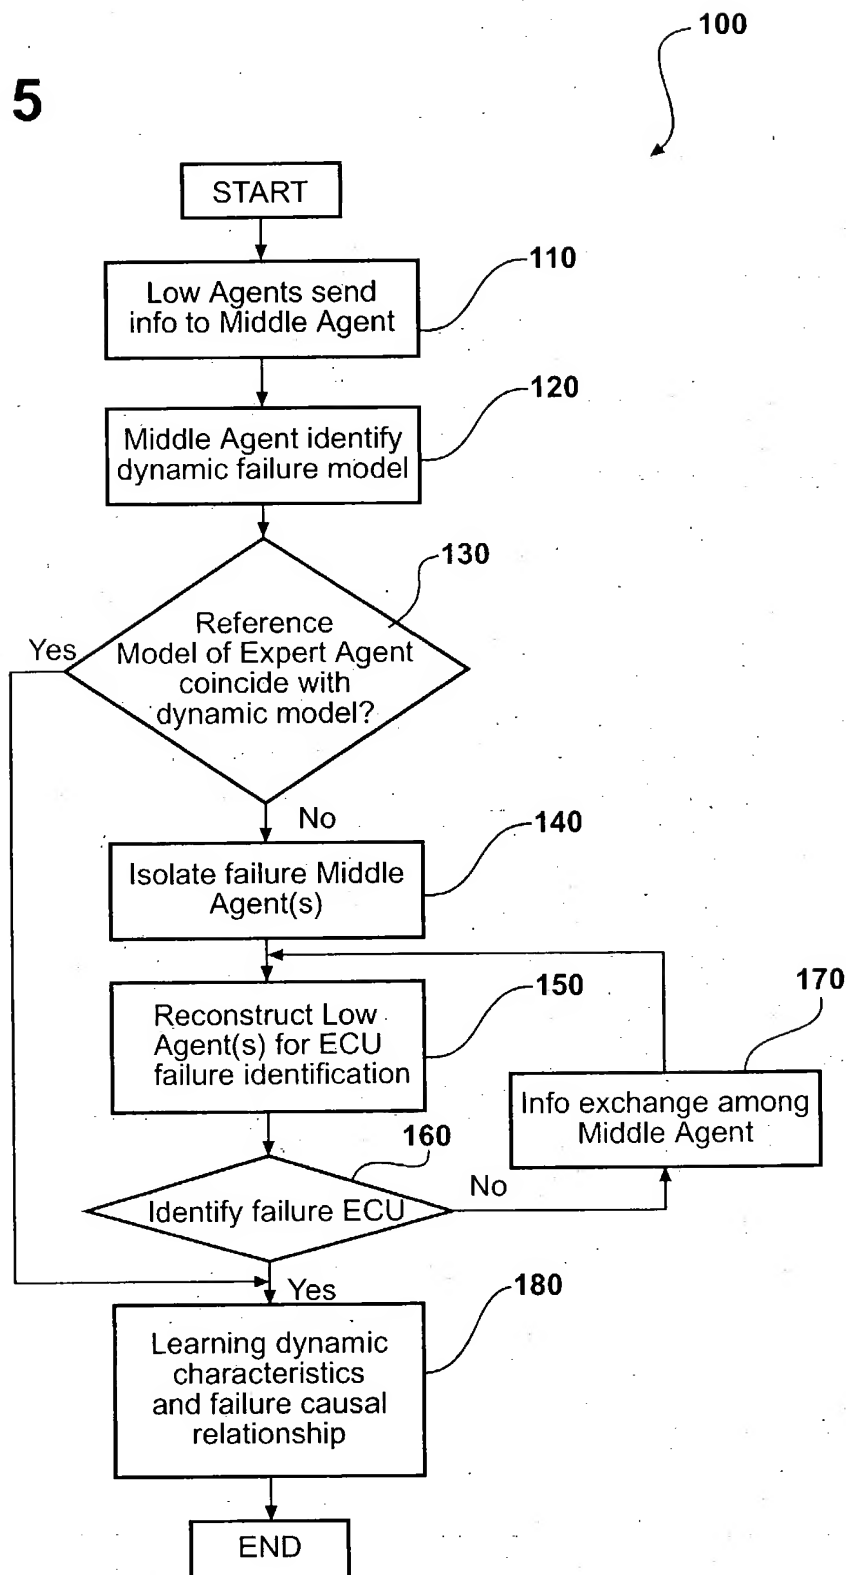 100
5
START
110
Low Agents send
info to Middle Agent
120
Middle Agent identify
dynamic failure model
130
Reference
Model of Expert Agent
coincide with
dynamic model?
Yes
No
140
Isolate failure Middle
Agent(s)
150
Reconstruct Low
Agent(s) for ECU
failure identification
170
Info exchange among
Middle Agent
160
Identify failure ECU
No
Yes
180
Learning dynamic
characteristics
and failure causal
relationship
END